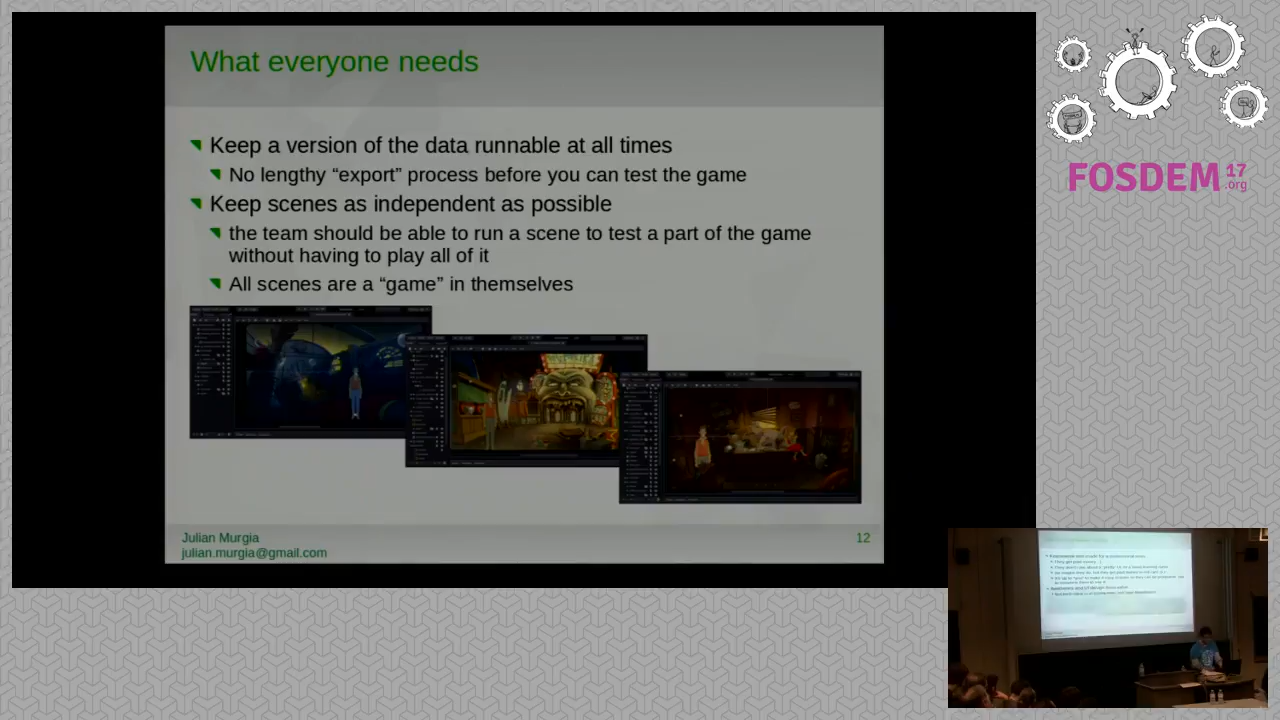 What everyone needs
Keep a version of the data runnable at all times
No lengthy “export” process before you can test the game
Keep scenes as independent as possible
the team should be able to run a scene to test a part of the game
without having to play all of it
All scenes are a “game” in themselves
Julian Murgia
julian.murgia@gmail.com
12
FOSDEM 17
.org